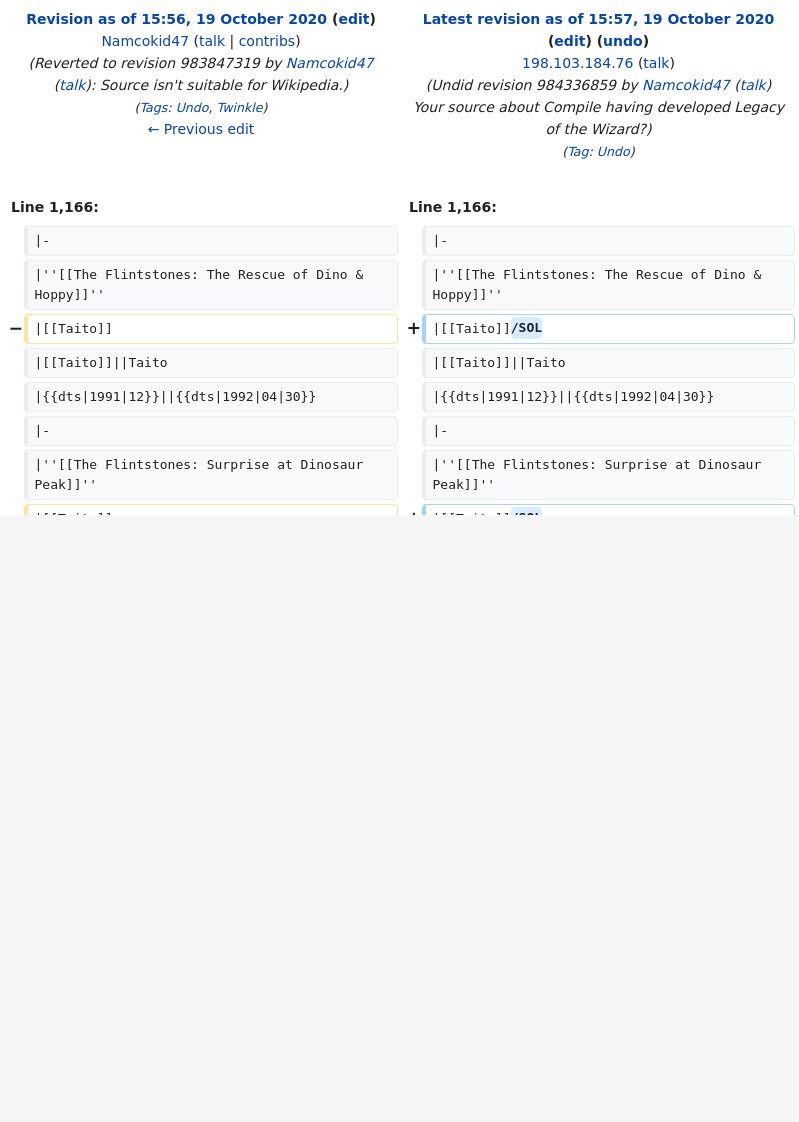 Revision as of 15:56, 19 October 2020 (edit)
Namcokid47 (talk | contribs)
(Reverted to revision 983847319 by Namcokid47
(talk): Source isn't suitable for Wikipedia.)
(Tags: Undo, Twinkle)
← Previous edit
Latest revision as of 15:57, 19 October 2020
(edit) (undo)
198.103.184.76 (talk)
(Undid revision 984336859 by Namcokid47 (talk)
Your source about Compile having developed Legacy
of the Wizard?)
(Tag: Undo)
Line 1,166:
Line 1,166:
|-
|-
|''[[The Flintstones: The Rescue of Dino &
Hoppy]]''
|''[[The Flintstones: The Rescue of Dino &
Hoppy]]''
− |[[Taito]]
+ |[[Taito]]/SOL
|[[Taito]]||Taito
|[[Taito]]||Taito
|{{dts|1991|12}}||{{dts|1992|04|30}}
|{{dts|1991|12}}||{{dts|1992|04|30}}
|-
|-
|''[[The Flintstones: Surprise at Dinosaur
Peak]]''
|''[[The Flintstones: Surprise at Dinosaur
Peak]]''
|[[Taito]]
|[[Taito]]/SOL